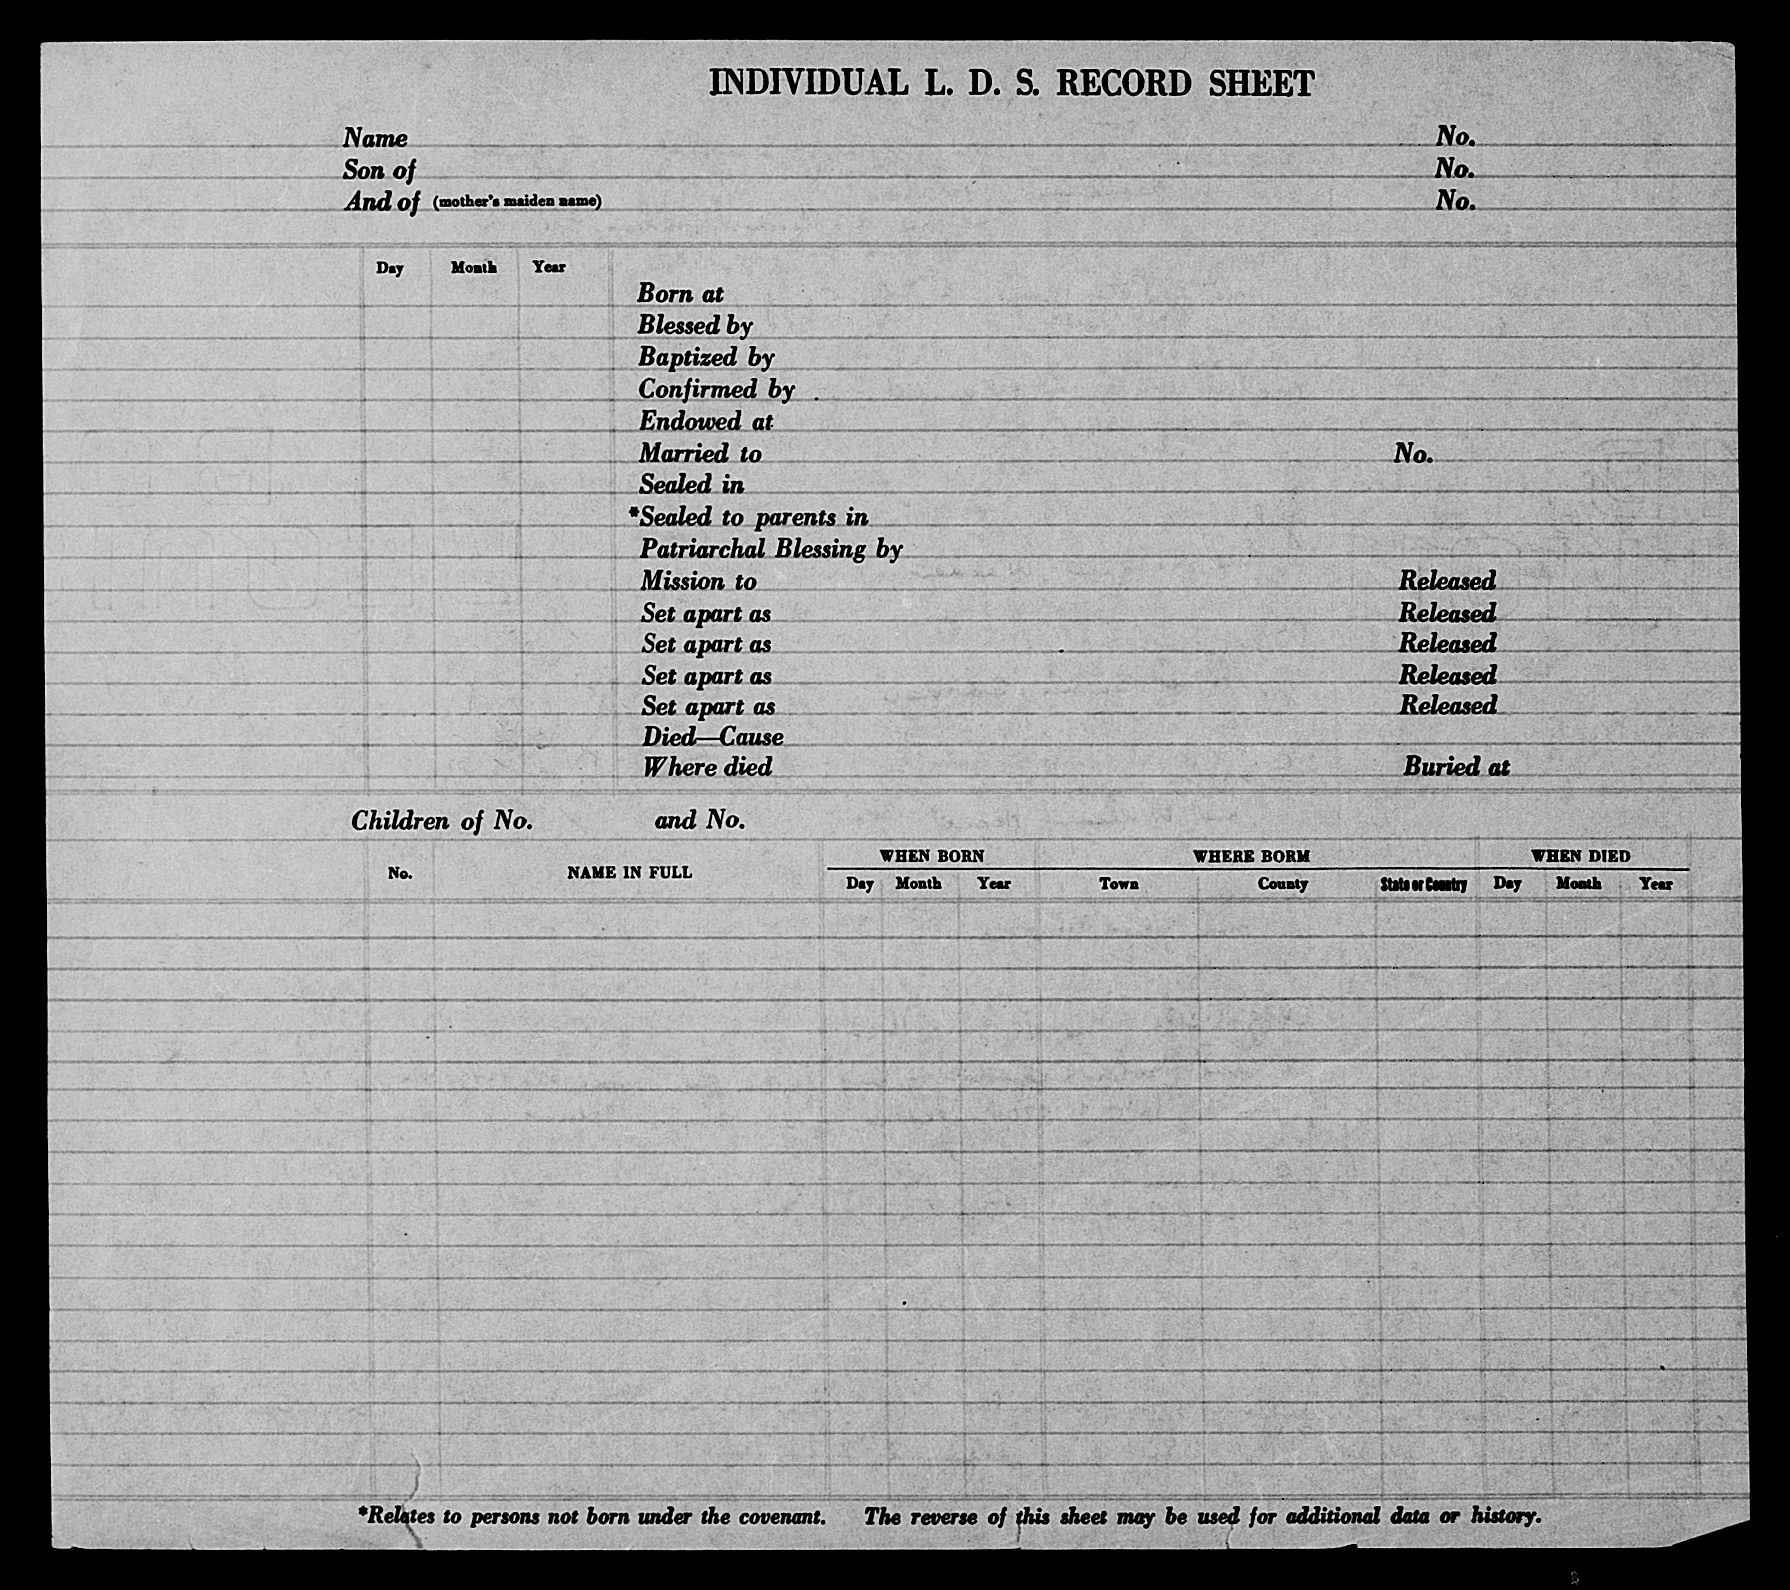 INDIVIDUAL L. D. S. RECORD SHEET
Name No.
Son of No.
And of (mother's maiden name) No.
Day Month Year
Born at
Blessed by
Baptized by
Confirmed by
Endowed at
Married to No.
Sealed in
*Sealed to parents in
Patriarchal Blessing by
Mission to Released
Set apart as Released
Set apart as Released
Set apart as Released
Set apart as Released
Died—Cause
Where died Buried at
Children of No. and No.
WHEN BORN WHERE BORM WHEN DIED
No. NAME IN FULL
Day Month Year Town County State or Country Day Month Year
*Relates to persons not born under the covenant. The reverse of this sheet may be used for additional data or history.